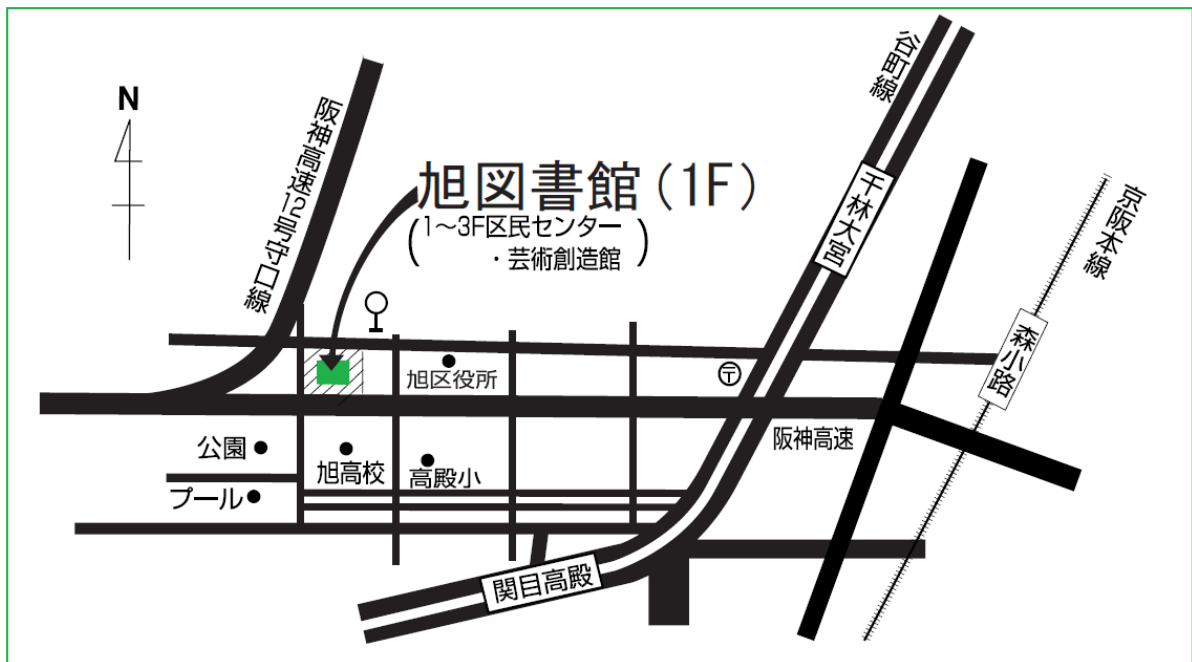 N
阪神高速12号守口線
旭図書館(1F)
(1〜3F区民センター
・芸術創造館)
谷町線
千林大宮
京阪本線
森小路
旭区役所
〒
阪神高速
公園
旭高校
高殿小
プール
関目高殿